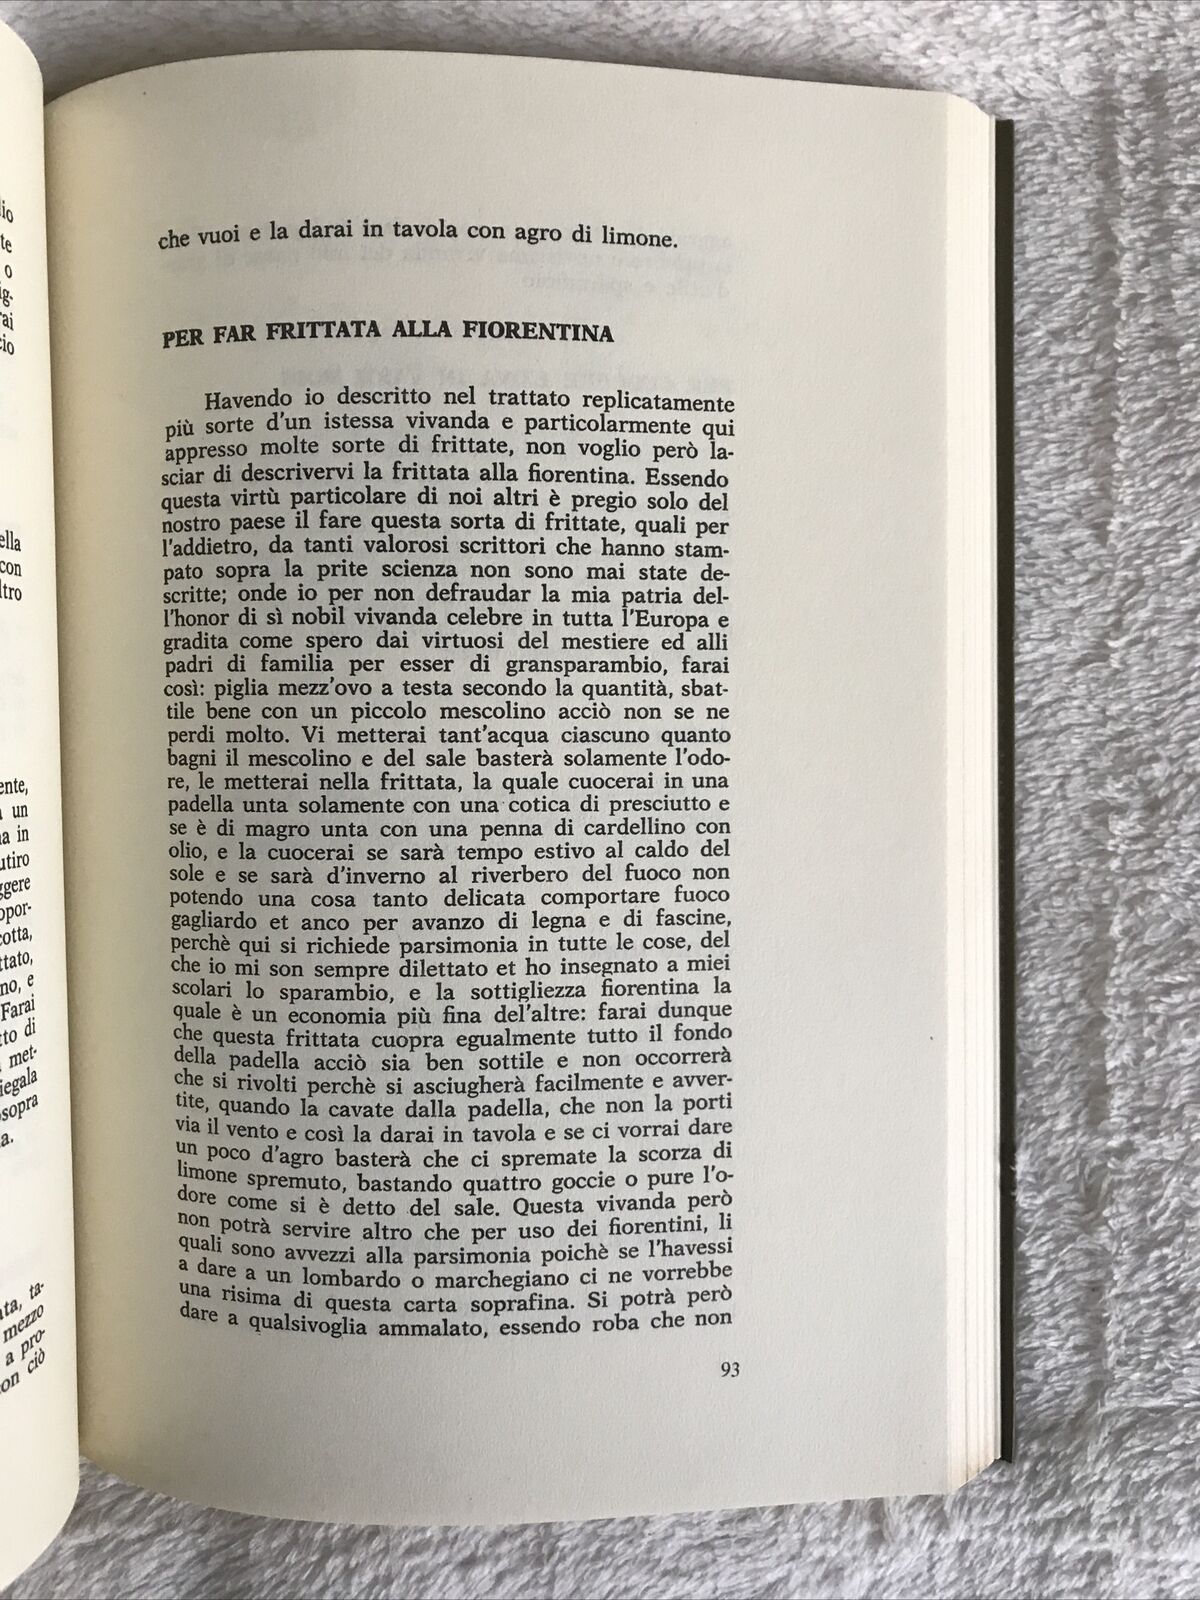 che vuoi e la darai in tavola con agro di limone.
PER FAR FRITTATA ALLA FIORENTINA
Havendo io descritto nel trattato replicatamente
più sorte d'un istessa vivanda e particolarmente qui
appresso molte sorte di frittate, non voglio però la-
sciar di descrivervi la frittata alla fiorentina. Essendo
questa virtù particolare di noi altri è pregio solo del
nostro paese il fare questa sorta di frittate, quali per
l'addietro, da tanti valorosi scrittori che hanno stam-
pato sopra la prite scienza non sono mai state de-
scritte; onde io per non defraudar la mia patria del-
l'honor di sì nobil vivanda celebre in tutta l'Europa e
gradita come spero dai virtuosi del mestiere ed alli
padri di familia per esser di gransparambio, farai
così: piglia mezz'ovo a testa secondo la quantità, sbat-
tile bene con un piccolo mescolino acciò non se ne
perdi molto. Vi metterai tant'acqua ciascuno quanto
bagni il mescolino e del sale basterà solamente l'odo-
re, le metterai nella frittata, la quale cuocerai in una
padella unta solamente con una cotica di presciutto e
se è di magro unta con una penna di cardellino con
olio, e la cuocerai se sarà tempo estivo al caldo del
sole e se sarà d'inverno al riverbero del fuoco non
potendo una cosa tanto delicata comportare fuoco
gagliardo et anco per avanzo di legna e di fascine,
perchè qui si richiede parsimonia in tutte le cose, del
che io mi son sempre dilettato et ho insegnato a miei
scolari lo sparambio, e la sottigliezza fiorentina la
quale è un economia più fina del'altre: farai dunque
che questa frittata cuopra egualmente tutto il fondo
della padella acciò sia ben sottile e non occorrerà
che si rivolti perchè si asciugherà facilmente e avver-
tite, quando la cavate dalla padella, che non la porti
via il vento e così la darai in tavola e se ci vorrai dare
un poco d'agro basterà che ci spremate la scorza di
limone spremuto, bastando quattro goccie o pure l'o-
dore come si è detto del sale. Questa vivanda però
non potrà servire altro che per uso dei fiorentini, li
quali sono avvezzi alla parsimonia poichè se l'havessi
a dare a un lombardo o marchegiano ci ne vorrebbe
una risima di questa carta soprafina. Si potrà però
dare a qualsivoglia ammalato, essendo roba che non
93